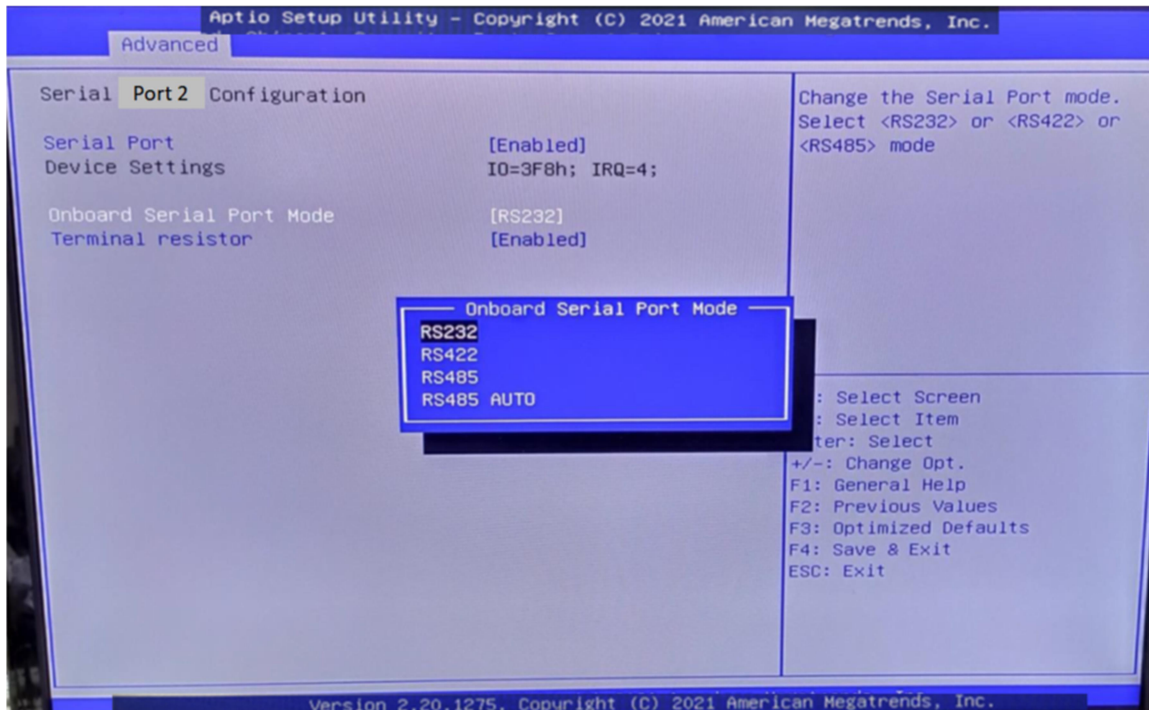 Aptio Setup Utility – Copyright (C) 2021 American Megatrends, Inc.
Advanced
Serial Port 2 Configuration
Serial Port [Enabled]
Device Settings IO=3F8h; IRQ=4;
Onboard Serial Port Mode [RS232]
Terminal resistor [Enabled]
Change the Serial Port mode.
Select <RS232> or <RS422> or
<RS485> mode
Onboard Serial Port Mode
RS232
RS422
RS485
RS485 AUTO
: Select Screen
: Select Item
ter: Select
+/-: Change Opt.
F1: General Help
F2: Previous Values
F3: Optimized Defaults
F4: Save & Exit
ESC: Exit
Version 2.20.1275. Copyright (C) 2021 American Megatrends, Inc.